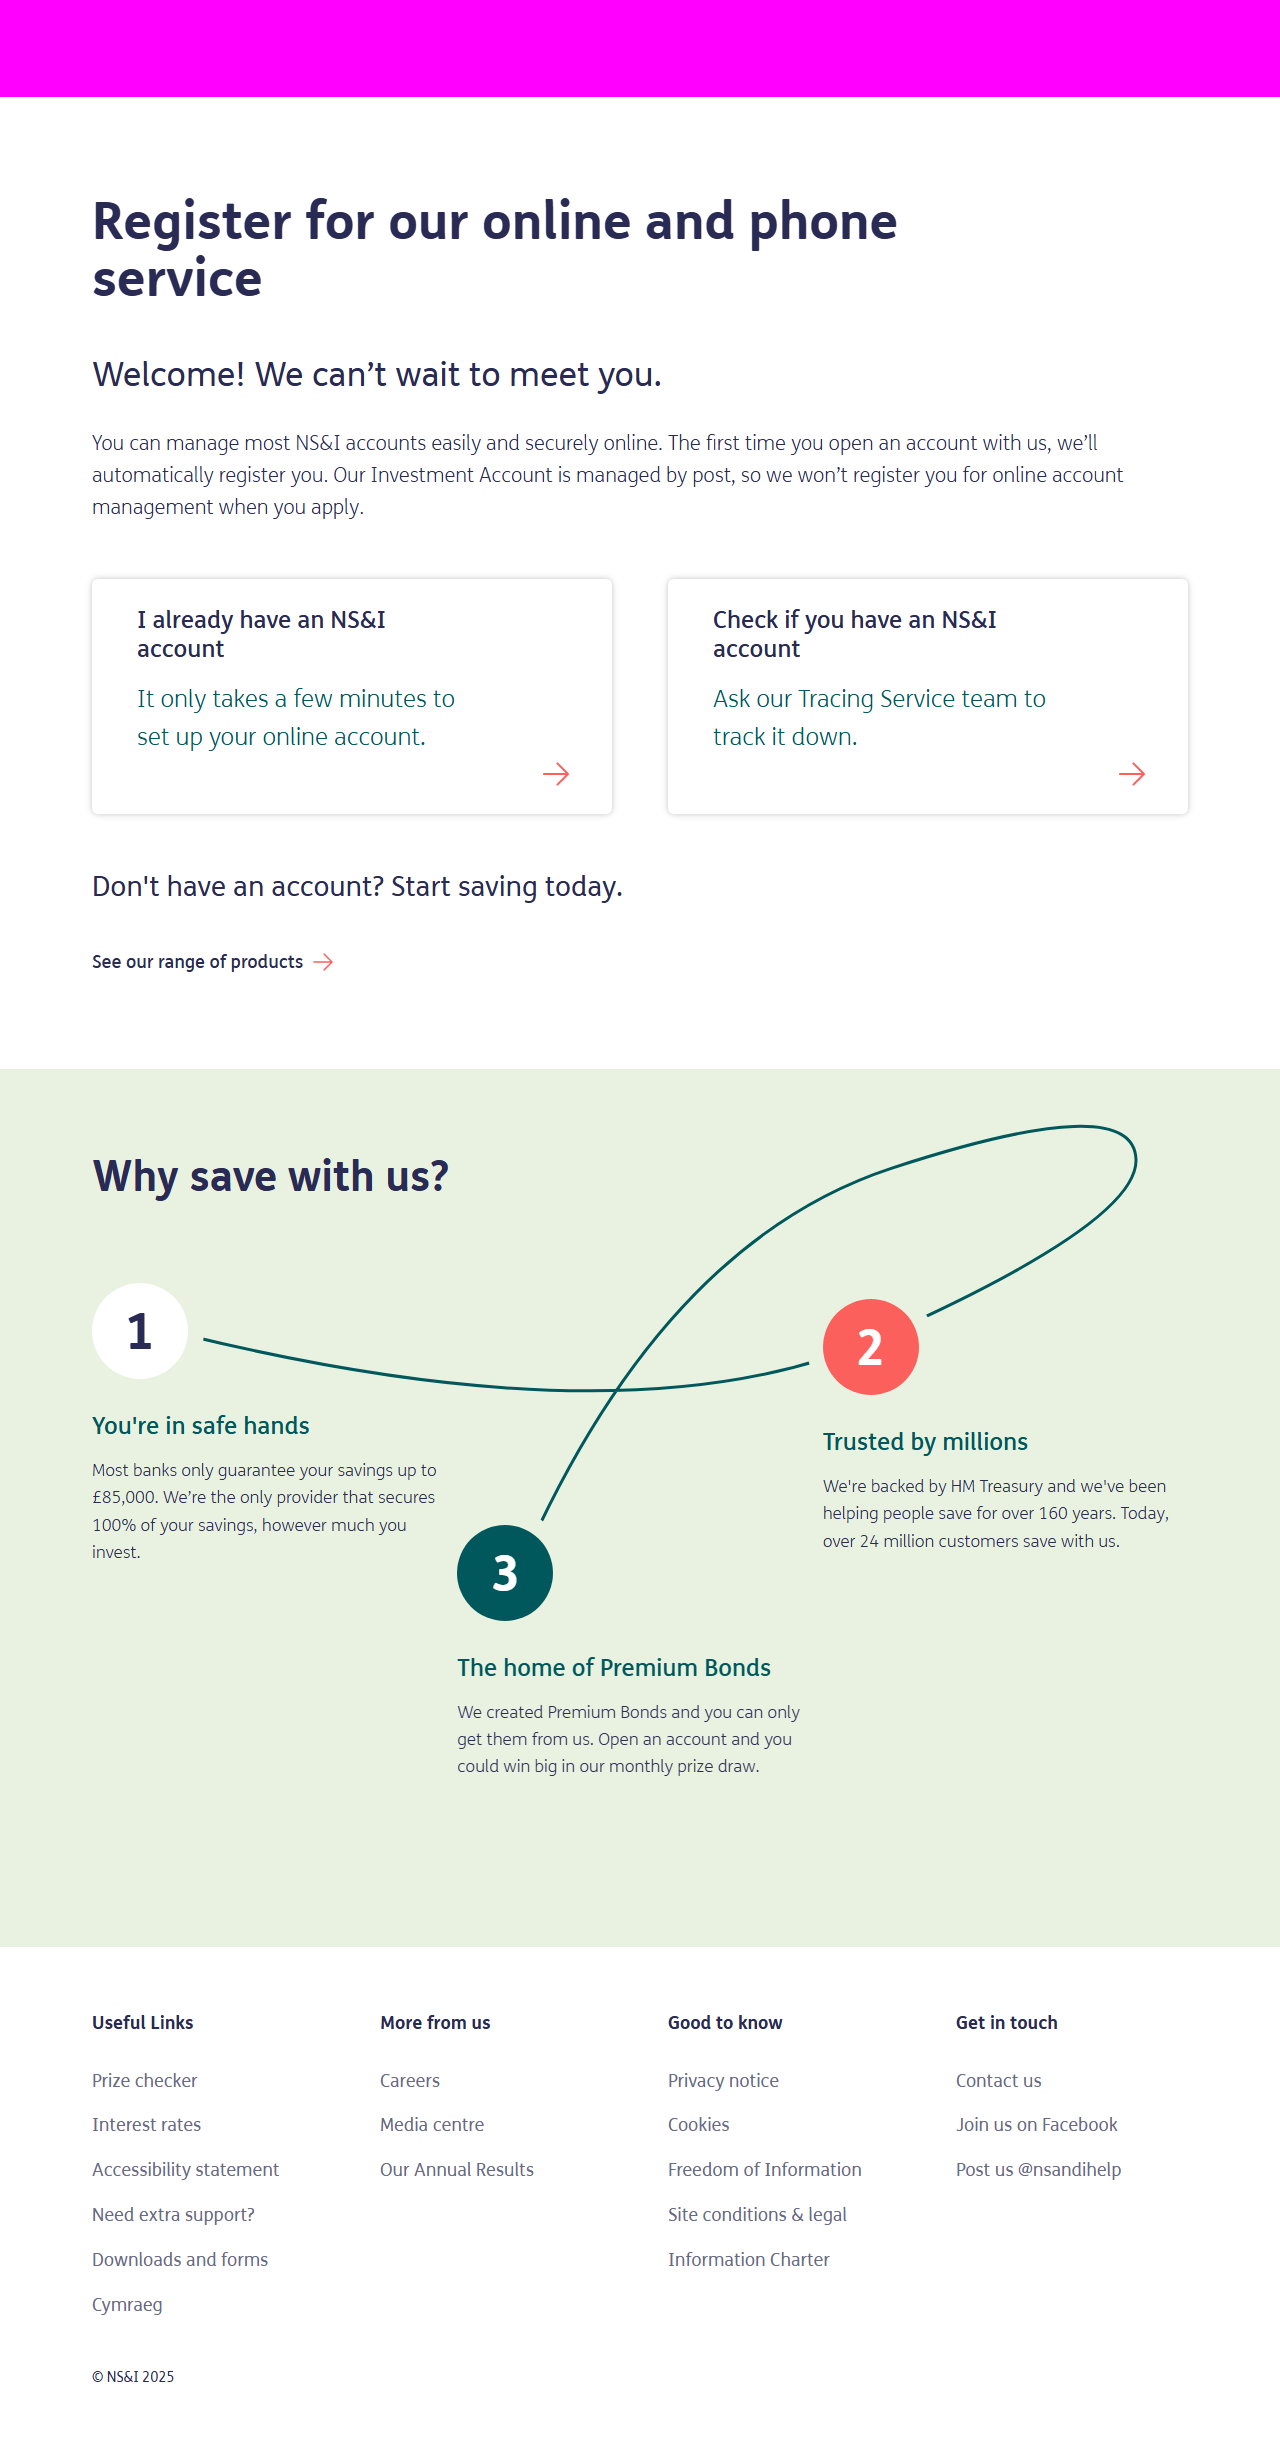 Register for our online and phone
service
Welcome! We can’t wait to meet you.
You can manage most NS&I accounts easily and securely online. The first time you open an account with us, we’ll
automatically register you. Our Investment Account is managed by post, so we won’t register you for online account
management when you apply.
I already have an NS&I
account
It only takes a few minutes to
set up your online account.
Check if you have an NS&I
account
Ask our Tracing Service team to
track it down.
Don't have an account? Start saving today.
See our range of products
Why save with us?
1
You're in safe hands
Most banks only guarantee your savings up to
£85,000. We’re the only provider that secures
100% of your savings, however much you
invest.
2
Trusted by millions
We're backed by HM Treasury and we've been
helping people save for over 160 years. Today,
over 24 million customers save with us.
3
The home of Premium Bonds
We created Premium Bonds and you can only
get them from us. Open an account and you
could win big in our monthly prize draw.
Useful Links
Prize checker
Interest rates
Accessibility statement
Need extra support?
Downloads and forms
Cymraeg
More from us
Careers
Media centre
Our Annual Results
Good to know
Privacy notice
Cookies
Freedom of Information
Site conditions & legal
Information Charter
Get in touch
Contact us
Join us on Facebook
Post us @nsandihelp
© NS&I 2025